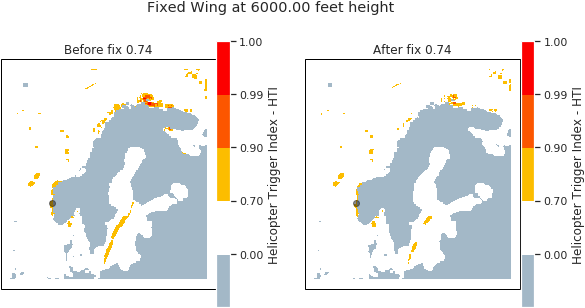 Fixed Wing at 6000.00 feet height
Before fix 0.74
1.00
0.99
0.90
0.70
0.00
Helicopter Trigger Index - HTI
After fix 0.74
1.00
0.99
0.90
0.70
0.00
Helicopter Trigger Index - HTI